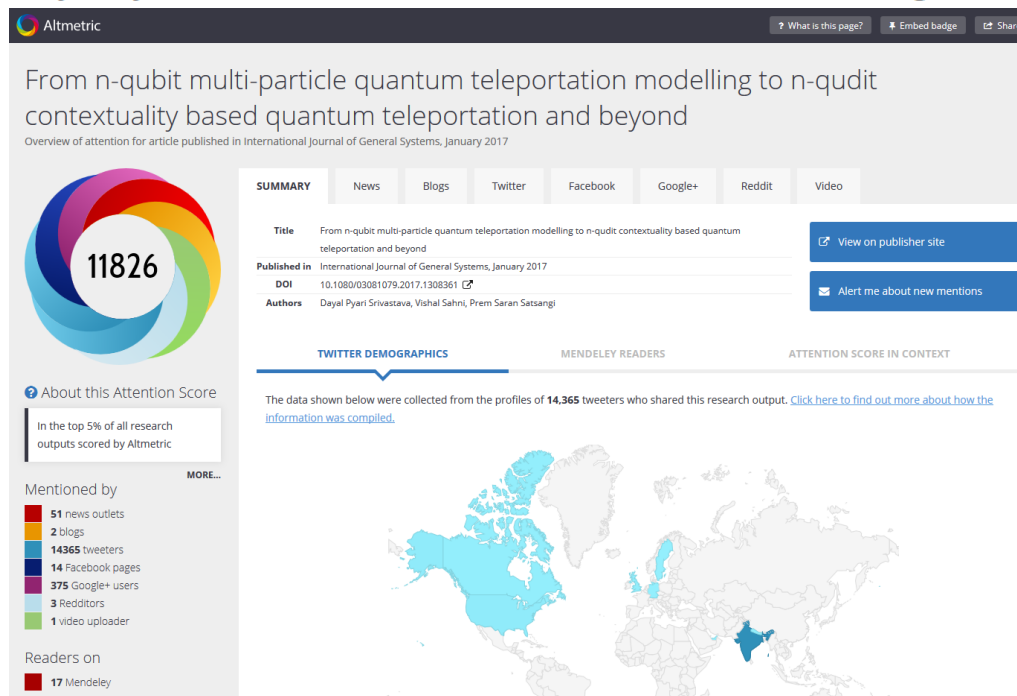 Altmetric
? What is this page?
Embed badge
Share
From n-qubit multi-particle quantum teleportation modelling to n-qudit
contextuality based quantum teleportation and beyond
Overview of attention for article published in International Journal of General Systems, January 2017
11826
? About this Attention Score
In the top 5% of all research
outputs scored by Altmetric
MORE...
Mentioned by
51 news outlets
2 blogs
14365 tweeters
14 Facebook pages
375 Google+ users
3 Redditors
1 video uploader
Readers on
17 Mendeley
SUMMARY
News
Blogs
Twitter
Facebook
Google+
Reddit
Video
Title From n-qubit multi-particle quantum teleportation modelling to n-qudit contextuality based quantum
teleportation and beyond
Published in International Journal of General Systems, January 2017
DOI 10.1080/03081079.2017.1308361
Authors Dayal Pyari Srivastava, Vishal Sahni, Prem Saran Satsangi
View on publisher site
Alert me about new mentions
TWITTER DEMOGRAPHICS
MENDELEY READERS
ATTENTION SCORE IN CONTEXT
The data shown below were collected from the profiles of 14,365 tweeters who shared this research output. Click here to find out more about how the
information was compiled.